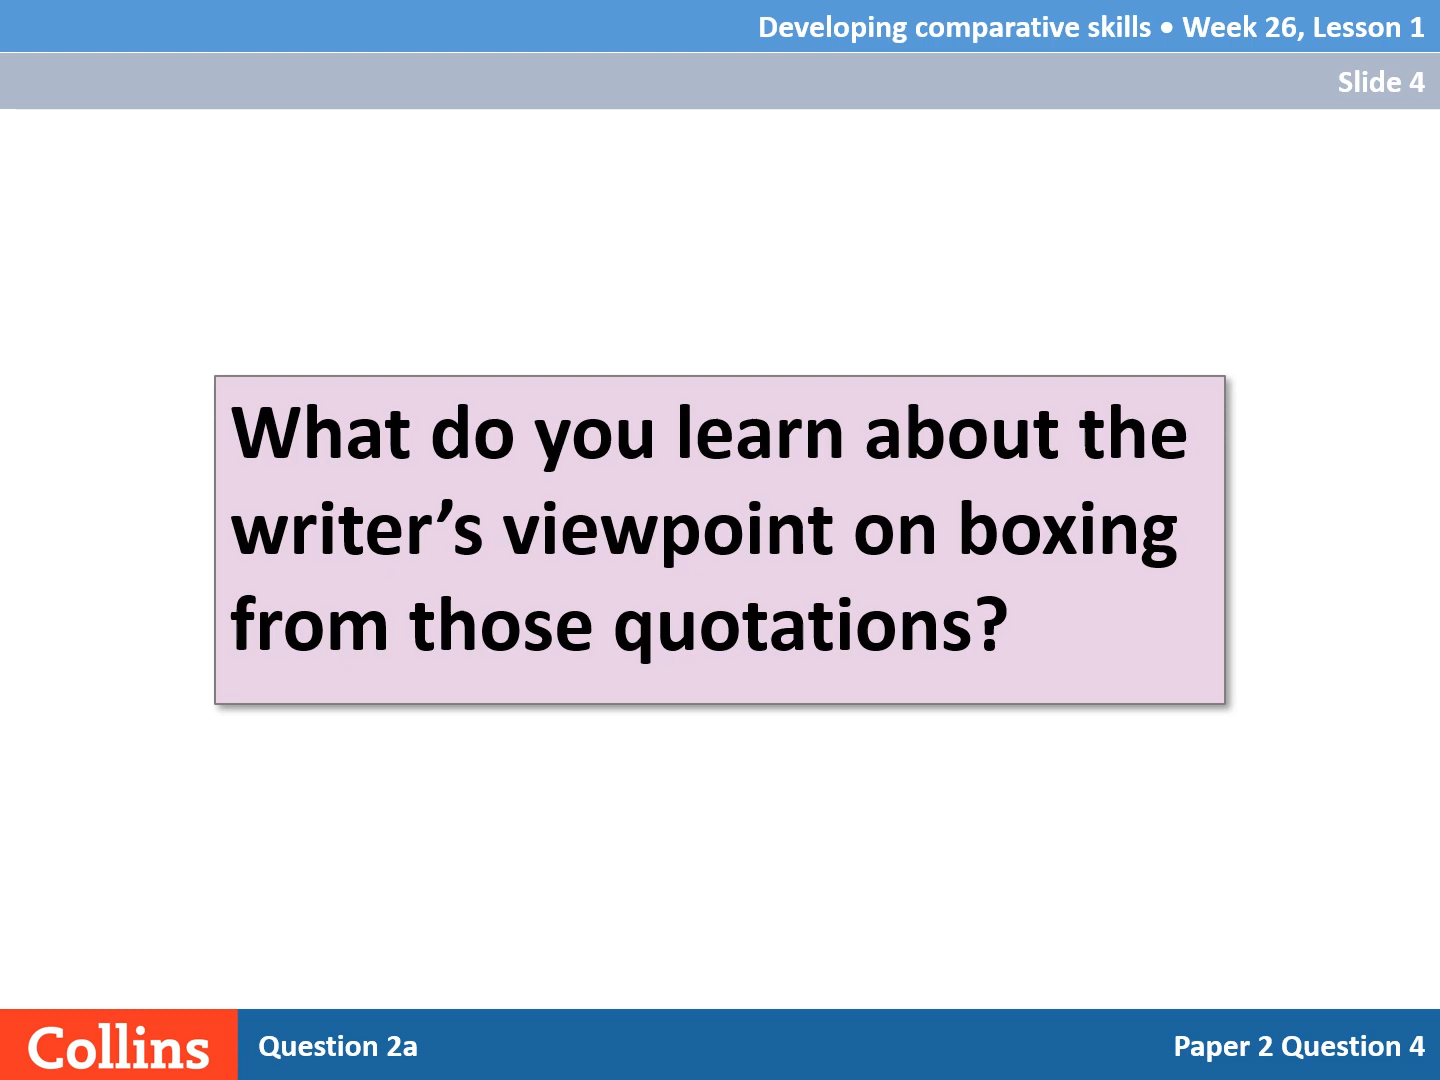 Developing comparative skills • Week 26, Lesson 1
Slide 4
What do you learn about the
writer’s viewpoint on boxing
from those quotations?
Collins
Question 2a
Paper 2 Question 4